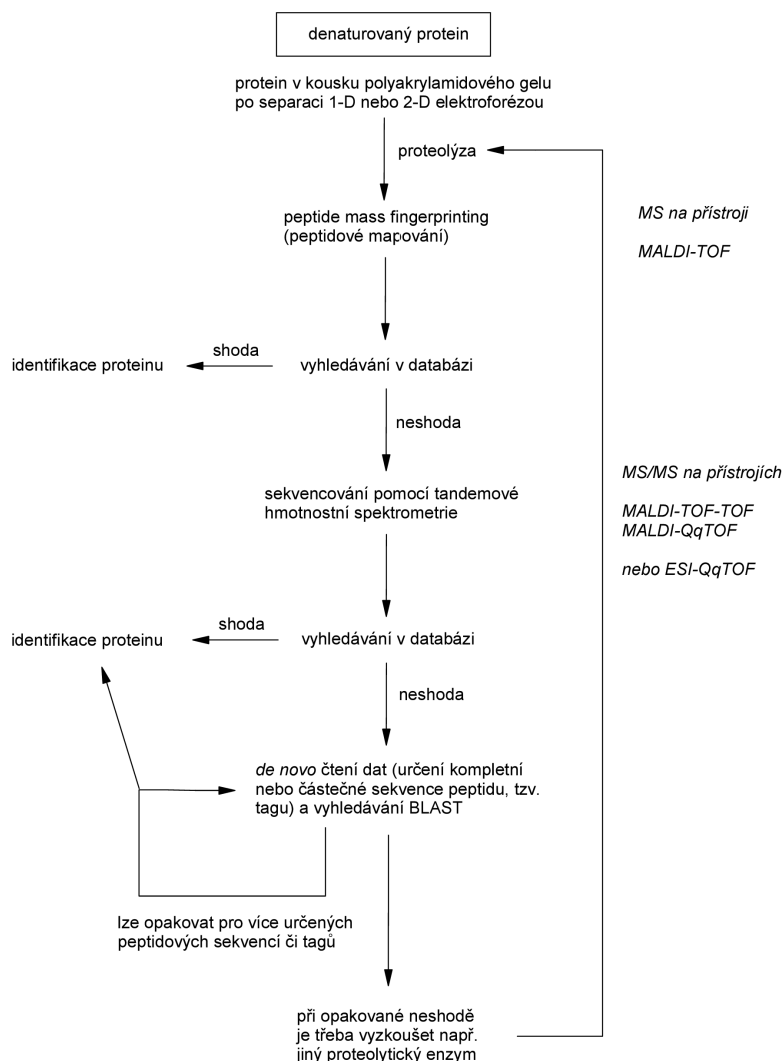 denaturovaný protein
protein v kousku polyakrylamidového gelu
po separaci 1-D nebo 2-D elektroforézou
proteolýza
peptide mass fingerprinting
(peptidové mapování)
MS na přístroji
MALDI-TOF
identifikace proteinu
shoda
vyhledávání v databázi
neshoda
sekvencování pomocí tandemové
hmotnostní spektrometrie
MS/MS na přístrojích
MALDI-TOF-TOF
MALDI-QqTOF
nebo ESI-QqTOF
identifikace proteinu
shoda
vyhledávání v databázi
neshoda
de novo čtení dat (určení kompletní
nebo částečné sekvence peptidu, tzv.
tagu) a vyhledávání BLAST
lze opakovat pro více určených
peptidových sekvencí či tagů
při opakované neshodě
je třeba vyzkoušet např.
jiný proteolytický enzym